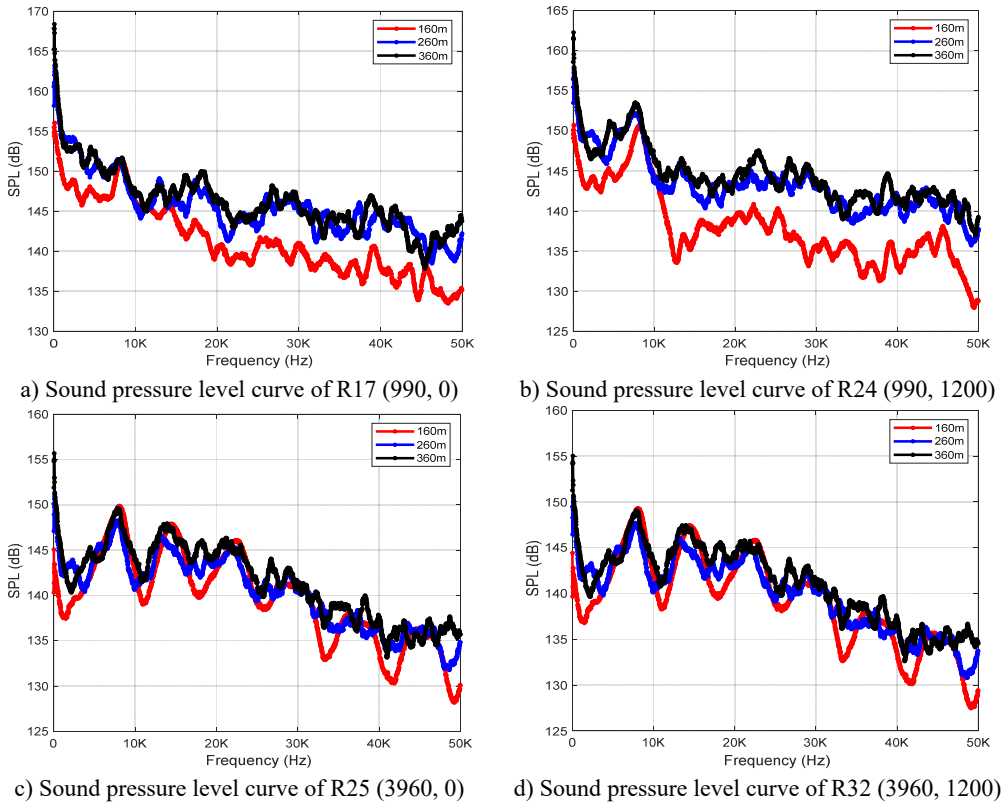 170
165
160
155
150
145
140
135
130
SPL (dB)
0
10K
20K
30K
40K
50K
Frequency (Hz)
160m
260m
360m
a) Sound pressure level curve of R17 (990, 0)
165
160
155
150
145
140
135
130
125
SPL (dB)
0
10K
20K
30K
40K
50K
Frequency (Hz)
160m
260m
360m
b) Sound pressure level curve of R24 (990, 1200)
160
155
150
145
140
135
130
125
SPL (dB)
0
10K
20K
30K
40K
50K
Frequency (Hz)
160m
260m
360m
c) Sound pressure level curve of R25 (3960, 0)
160
155
150
145
140
135
130
125
SPL (dB)
0
10K
20K
30K
40K
50K
Frequency (Hz)
160m
260m
360m
d) Sound pressure level curve of R32 (3960, 1200)